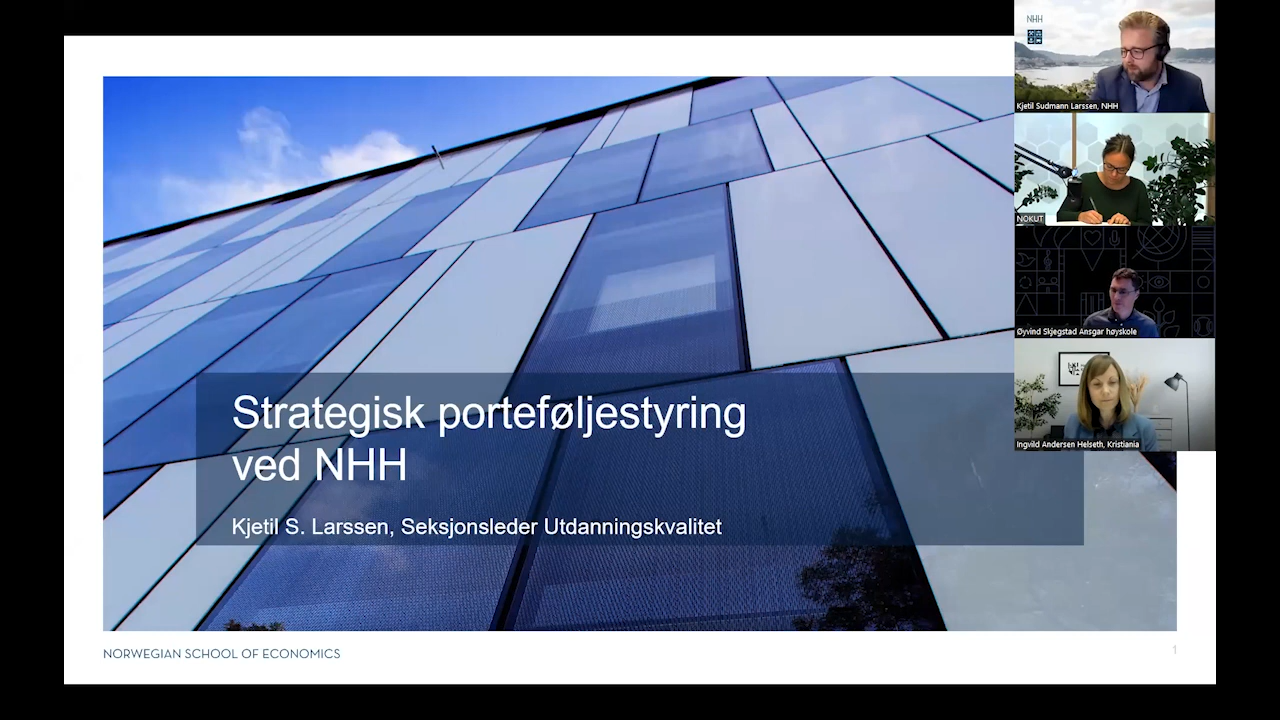 NHH
Kjetil Sudmann Larssen, NHH
NOKUT
Øyvind Skjegstad Ansgar høyskole
Ingvild Andersen Helseth, Kristiania
Strategisk porteføljestyring
ved NHH
Kjetil S. Larssen, Seksjonsleder Utdanningskvalitet
NORWEGIAN SCHOOL OF ECONOMICS
1